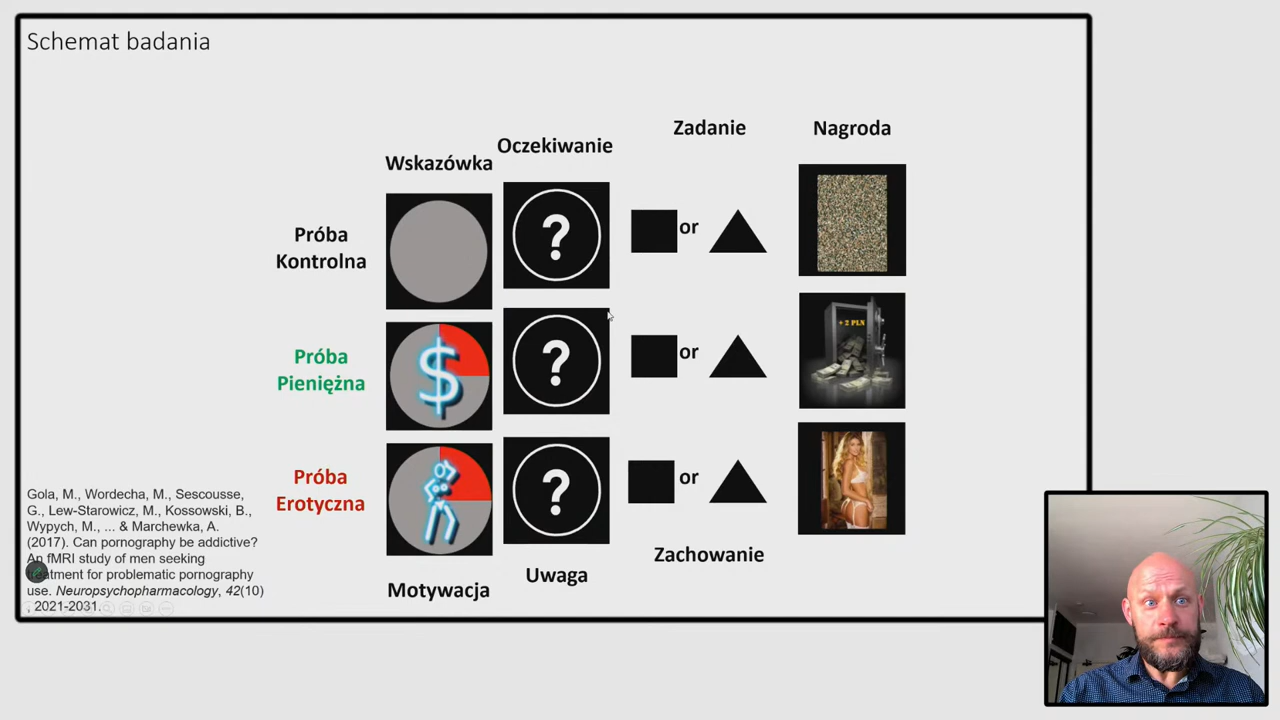 Schemat badania
Wskazówka
Oczekiwanie
Zadanie
Nagroda
Próba
Kontrolna
?
or
Próba
Pieniężna
$
?
or
+ 2 PLN
Próba
Erotyczna
?
or
Motywacja
Uwaga
Zachowanie
Gola, M., Wordecha, M., Sescousse,
G., Lew-Starowicz, M., Kossowski, B.,
Wypych, M., ... & Marchewka, A.
(2017). Can pornography be addictive?
An fMRI study of men seeking
treatment for problematic pornography
use. Neuropsychopharmacology, 42(10)
, 2021-2031.